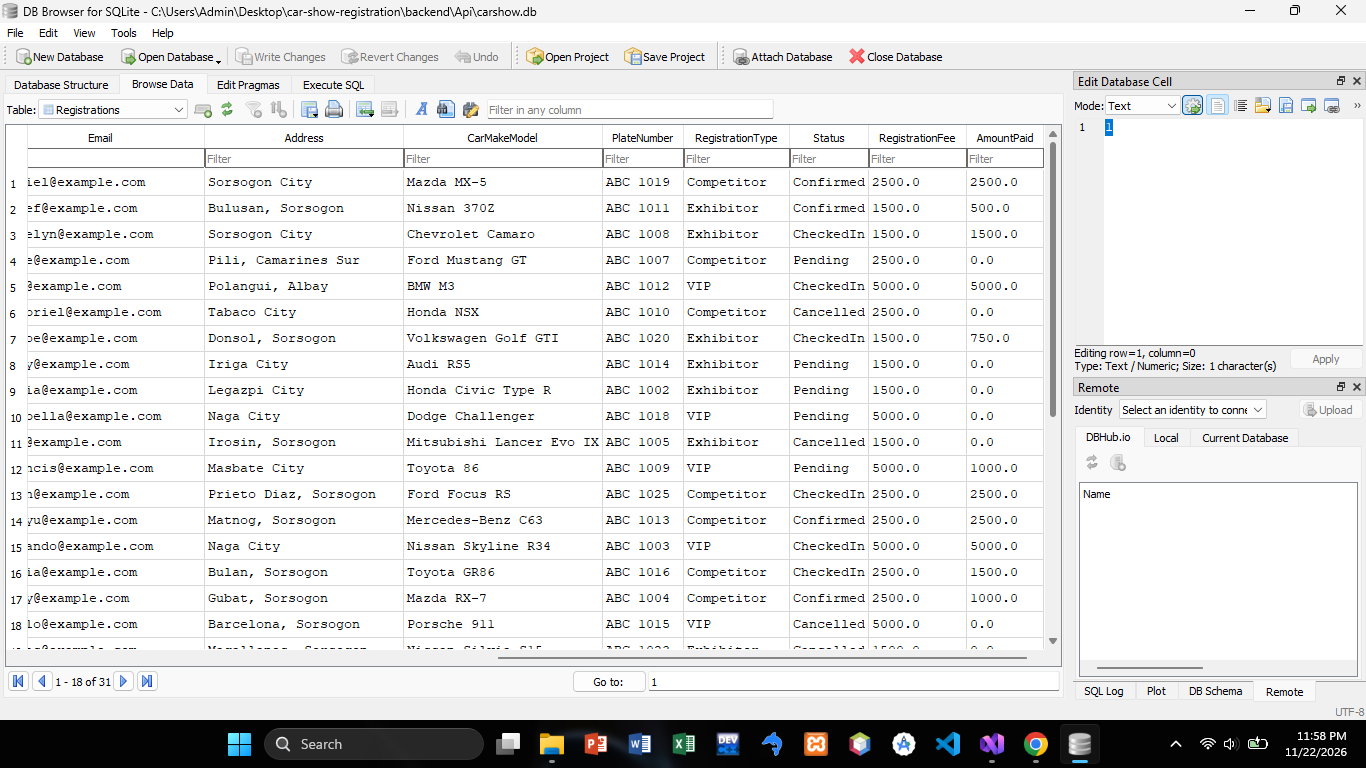 DB Browser for SQLite - C:\Users\Admin\Desktop\car-show-registration\backend\Api\carshow.db
File Edit View Tools Help
New Database Open Database Write Changes Revert Changes Undo Open Project Save Project Attach Database Close Database
Database Structure Browse Data Edit Pragmas Execute SQL
Table: Registrations Filter in any column
Email Address CarMakeModel PlateNumber RegistrationType Status RegistrationFee AmountPaid
Filter Filter Filter Filter Filter Filter Filter
1 iel@example.com Sorsogon City Mazda MX-5 ABC 1019 Competitor Confirmed 2500.0 2500.0
2 ef@example.com Bulusan, Sorsogon Nissan 370Z ABC 1011 Exhibitor Confirmed 1500.0 500.0
3 elyn@example.com Sorsogon City Chevrolet Camaro ABC 1008 Exhibitor CheckedIn 1500.0 1500.0
4 e@example.com Pili, Camarines Sur Ford Mustang GT ABC 1007 Competitor Pending 2500.0 0.0
5 @example.com Polangui, Albay BMW M3 ABC 1012 VIP CheckedIn 5000.0 5000.0
6 briel@example.com Tabaco City Honda NSX ABC 1010 Competitor Cancelled 2500.0 0.0
7 be@example.com Donsol, Sorsogon Volkswagen Golf GTI ABC 1020 Exhibitor CheckedIn 1500.0 750.0
8 y@example.com Iriga City Audi RS5 ABC 1014 Exhibitor Pending 1500.0 0.0
9 ia@example.com Legazpi City Honda Civic Type R ABC 1002 Exhibitor Pending 1500.0 0.0
10 bella@example.com Naga City Dodge Challenger ABC 1018 VIP Pending 5000.0 0.0
11 @example.com Irosin, Sorsogon Mitsubishi Lancer Evo IX ABC 1005 Exhibitor Cancelled 1500.0 0.0
12 ncis@example.com Masbate City Toyota 86 ABC 1009 VIP Pending 5000.0 1000.0
13 n@example.com Prieto Diaz, Sorsogon Ford Focus RS ABC 1025 Competitor CheckedIn 2500.0 2500.0
14 yu@example.com Matnog, Sorsogon Mercedes-Benz C63 ABC 1013 Competitor Confirmed 2500.0 2500.0
15 ando@example.com Naga City Nissan Skyline R34 ABC 1003 VIP CheckedIn 5000.0 5000.0
16 ia@example.com Bulan, Sorsogon Toyota GR86 ABC 1016 Competitor CheckedIn 2500.0 1500.0
17 y@example.com Gubat, Sorsogon Mazda RX-7 ABC 1004 Competitor Confirmed 2500.0 1000.0
18 lo@example.com Barcelona, Sorsogon Porsche 911 ABC 1015 VIP Cancelled 5000.0 0.0
1 - 18 of 31 Go to: 1
Edit Database Cell
Mode: Text
1 1
Editing row=1, column=0
Type: Text / Numeric; Size: 1 character(s)
Apply
Remote
Identity Select an identity to conne Upload
DBHub.io Local Current Database
Name
SQL Log Plot DB Schema Remote
UTF-8
Search
DEV
11:58 PM
11/22/2026